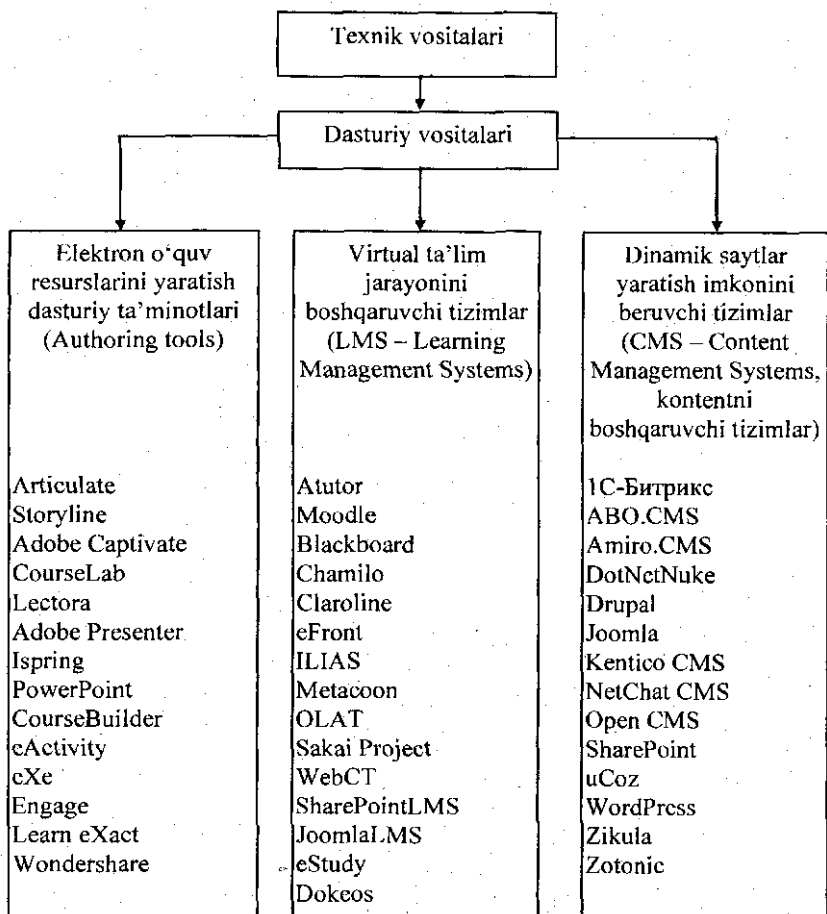 Texnik vositalari
Dasturiy vositalari
Elektron o‘quv
resurslarini yaratish
dasturiy ta’minotlari
(Authoring tools)
Articulate
Storyline
Adobe Captivate
CourseLab
Lectora
Adobe Presenter
Ispring
PowerPoint
CourseBuilder
eActivity
eXe
Engage
Learn eXact
Wondershare
Virtual ta’lim
jarayonini
boshqaruvchi tizimlar
(LMS – Learning
Management Systems)
Atutor
Moodle
Blackboard
Chamilo
Claroline
eFront
ILIAS
Metacoon
OLAT
Sakai Project
WebCT
SharePointLMS
JoomlaLMS
eStudy
Dokeos
Dinamik saytlar
yaratish imkonini
beruvchi tizimlar
(CMS – Content
Management Systems,
kontentni
boshqaruvchi tizimlar)
1С-Битрикс
ABO.CMS
Amiro.CMS
DotNetNuke
Drupal
Joomla
Kentico CMS
NetChat CMS
Open CMS
SharePoint
uCoz
WordPress
Zikula
Zotonic